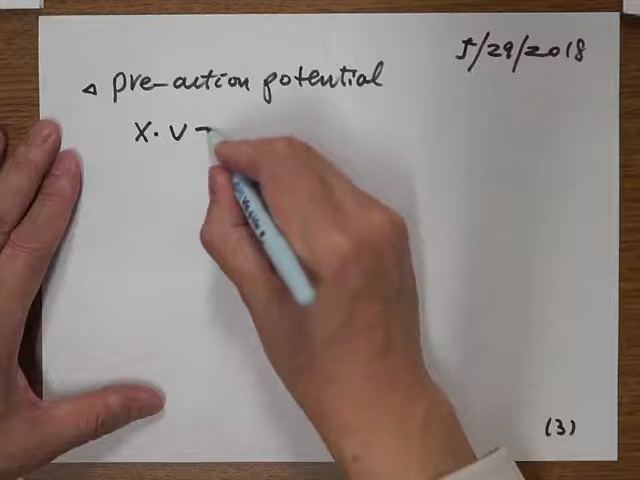 5/29/2018
△ pre-action potential
X. V -
(3)